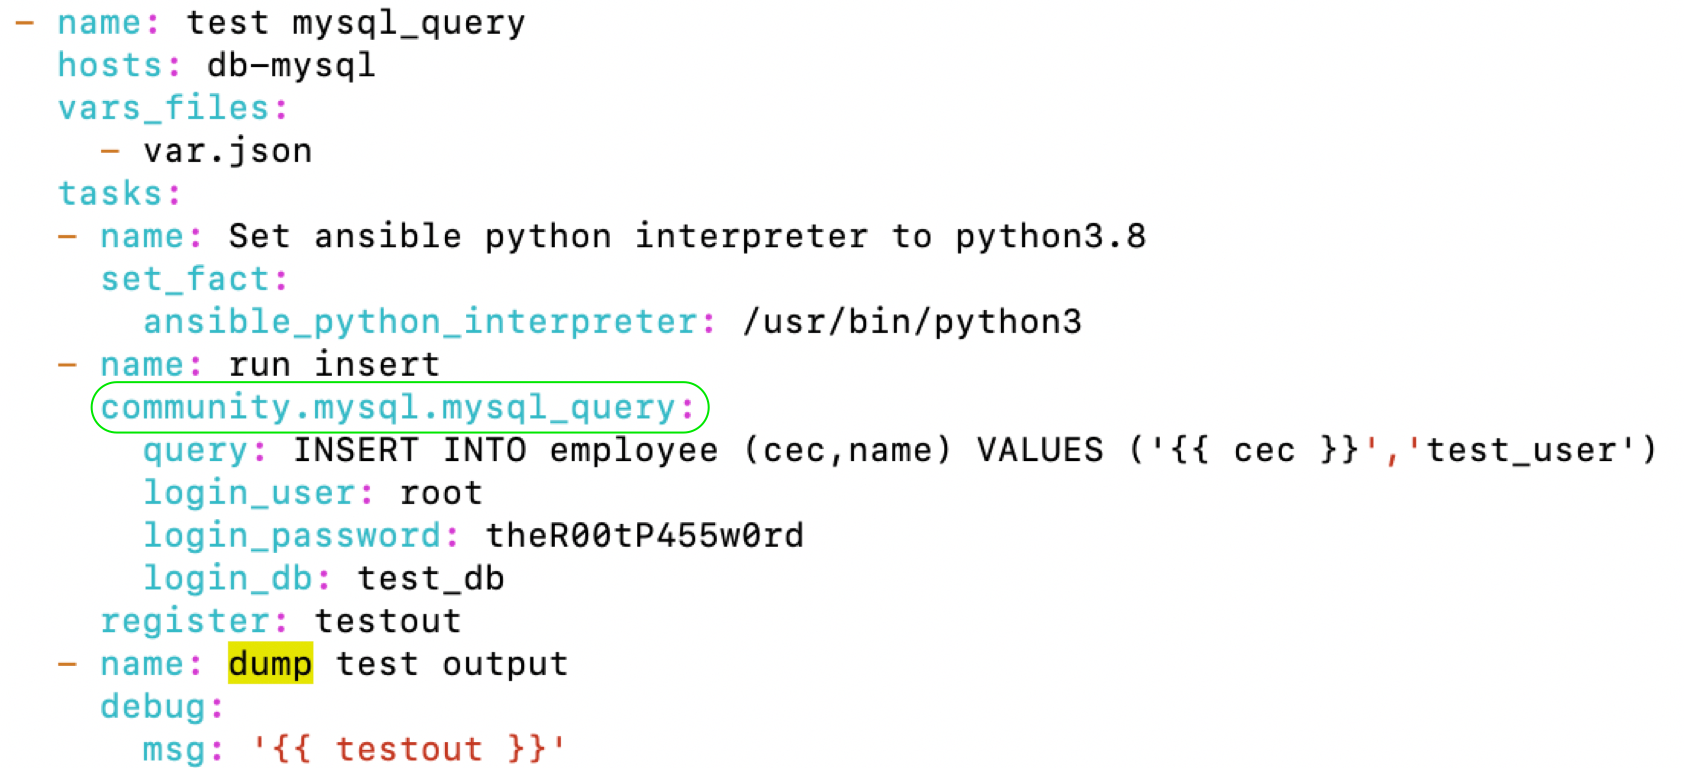 - name: test mysql_query
  hosts: db-mysql
  vars_files:
    - var.json
  tasks:
  - name: Set ansible python interpreter to python3.8
    set_fact:
      ansible_python_interpreter: /usr/bin/python3
  - name: run insert
    community.mysql.mysql_query:
      query: INSERT INTO employee (cec,name) VALUES ('{{ cec }}','test_user')
      login_user: root
      login_password: theR00tP455w0rd
      login_db: test_db
    register: testout
  - name: dump test output
    debug:
      msg: '{{ testout }}'